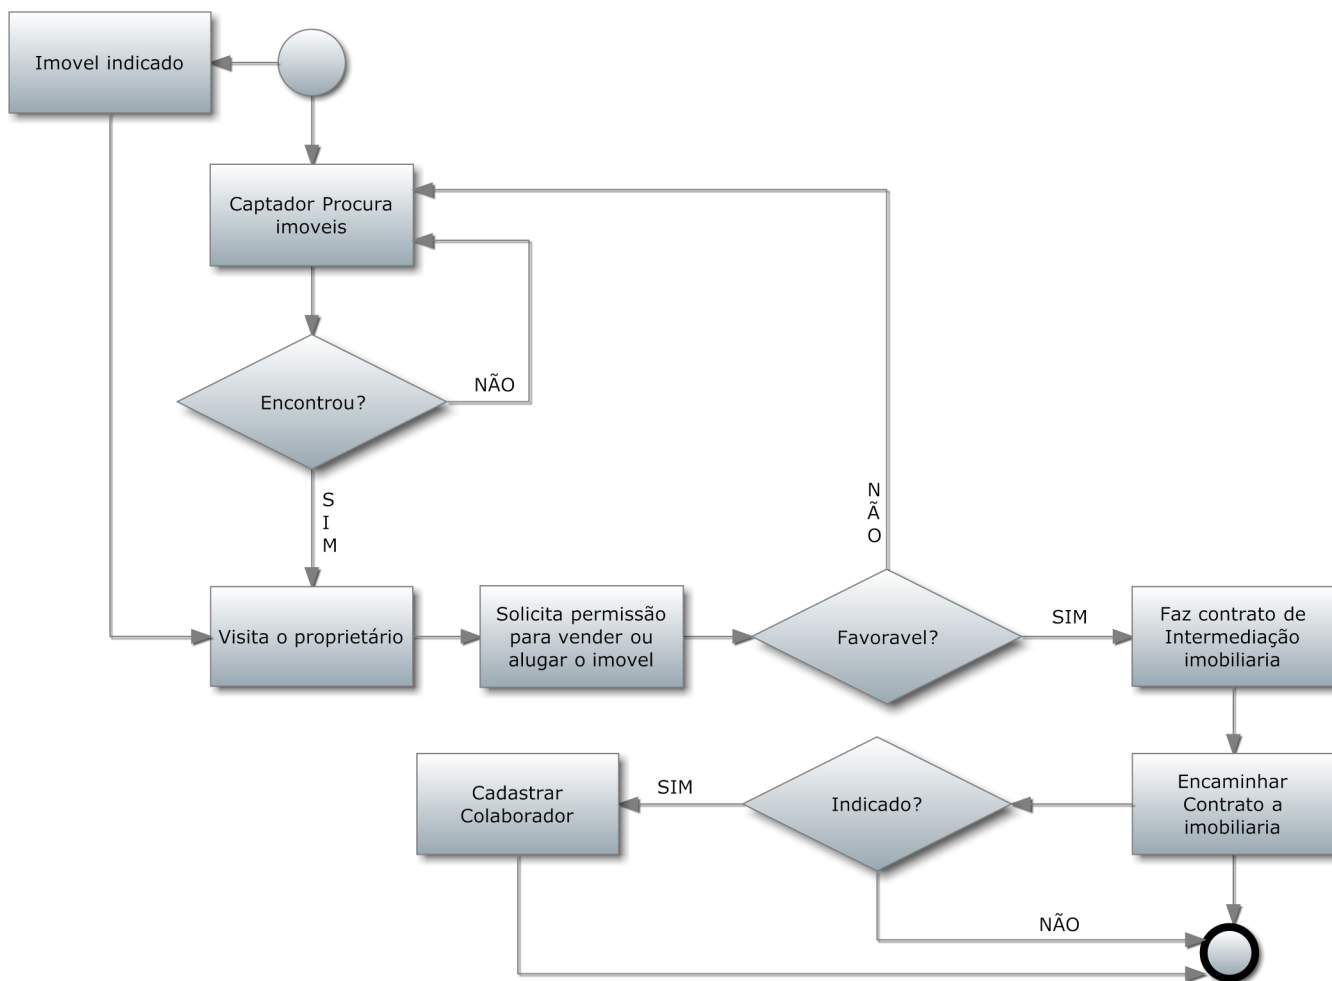 Imovel indicado
Captador Procura
imoveis
Encontrou?
NÃO
S
I
M
N
Ã
O
Visita o proprietário
Solicita permissão
para vender ou
alugar o imovel
Favoravel?
SIM
Faz contrato de
Intermediação
imobiliaria
Cadastrar
Colaborador
SIM
Indicado?
Encaminhar
Contrato a
imobiliaria
NÃO